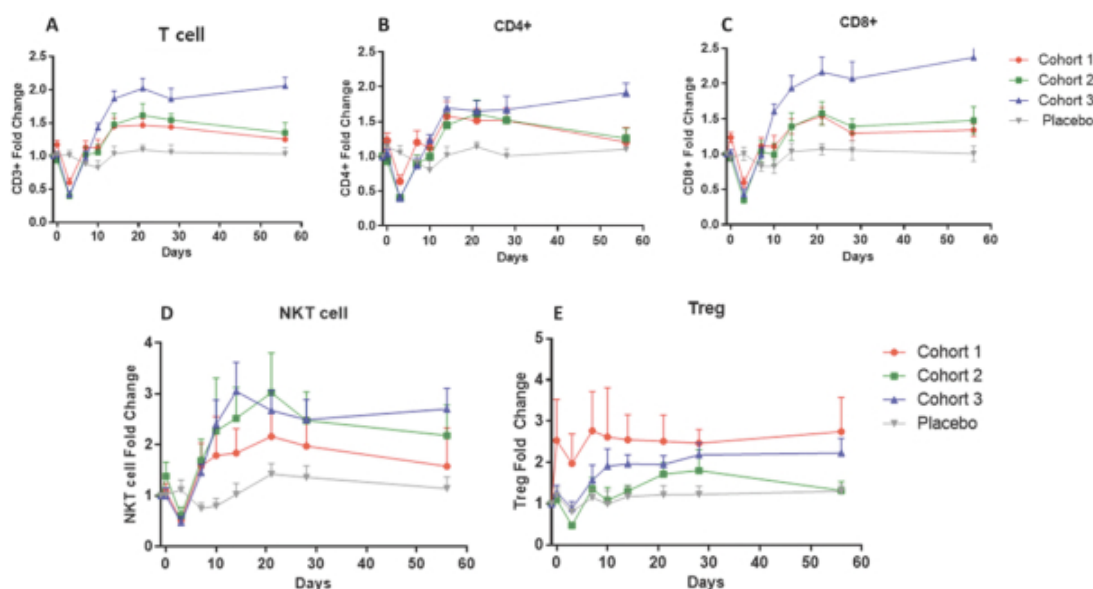 A
T cell
B
CD4+
C
CD8+
CD3+ Fold Change
2.5
2.0
1.5
1.0
0.5
0.0
0 10 20 30 40 50 60
Days
CD4+ Fold Change
2.5
2.0
1.5
1.0
0.5
0.0
0 10 20 30 40 50 60
Days
CD8+ Fold Change
2.5
2.0
1.5
1.0
0.5
0.0
0 10 20 30 40 50 60
Days
Cohort 1
Cohort 2
Cohort 3
Placebo
D
NKT cell
E
Treg
NKT cell Fold Change
4
3
2
1
0
0 10 20 30 40 50 60
Days
Treg Fold Change
5
4
3
2
1
0
0 10 20 30 40 50 60
Days
Cohort 1
Cohort 2
Cohort 3
Placebo